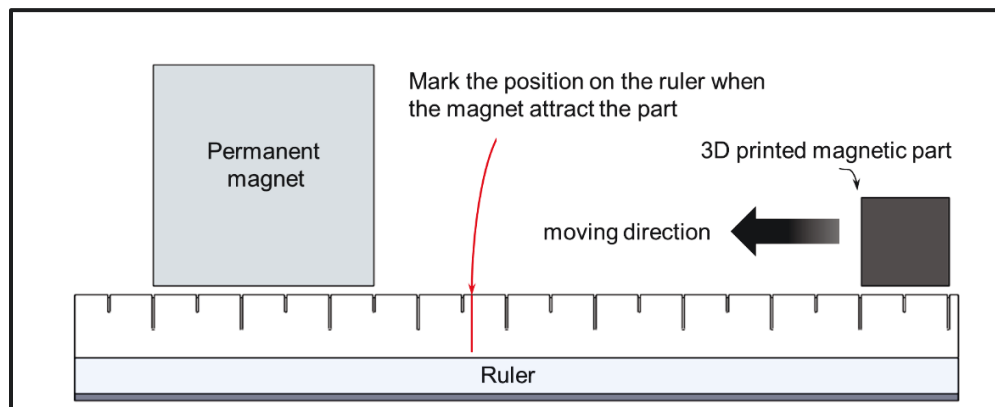 Mark the position on the ruler when
the magnet attract the part
Permanent
magnet
3D printed magnetic part
moving direction
Ruler